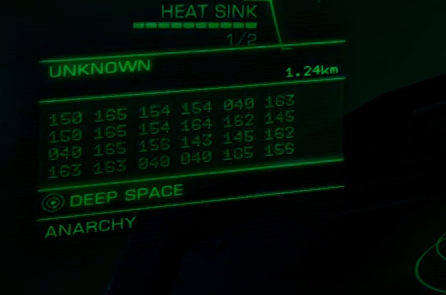 HEAT SINK
1/2
UNKNOWN
1.24km
150 165 154 154 040 163
150 165 154 164 162 145
040 165 156 143 145 162
163 163 040 040 165 156
DEEP SPACE
ANARCHY